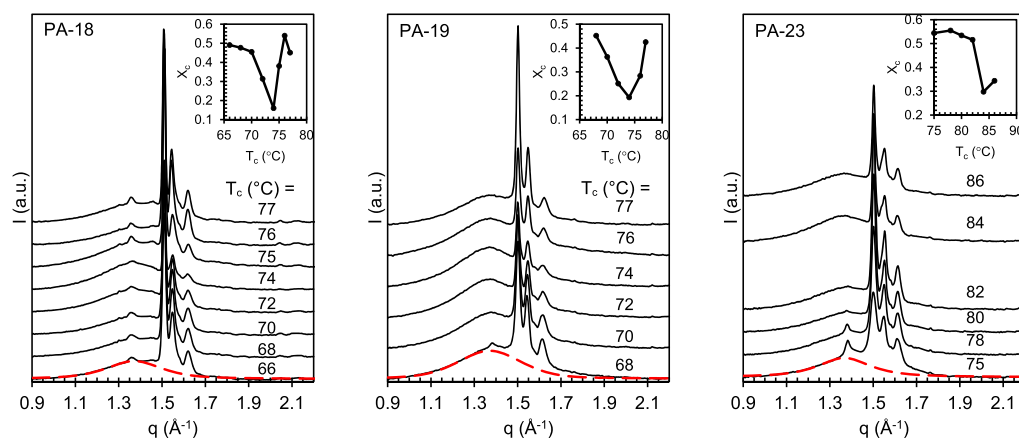 PA-18
0.6
0.5
0.4
0.3
0.2
0.1
Xc
65 70 75 80
Tc (°C)
Tc (°C) =
77
76
75
74
72
70
68
66
I (a.u.)
0.9 1.1 1.3 1.5 1.7 1.9 2.1
q (Å-1)
PA-19
0.5
0.4
0.3
0.2
0.1
Xc
65 70 75 80
Tc (°C)
Tc (°C) =
77
76
74
72
70
68
I (a.u.)
0.9 1.1 1.3 1.5 1.7 1.9 2.1
q (Å-1)
PA-23
0.6
0.5
0.4
0.3
0.2
Xc
75 80 85 90
Tc (°C)
86
84
82
80
78
75
I (a.u.)
0.9 1.1 1.3 1.5 1.7 1.9 2.1
q (Å-1)